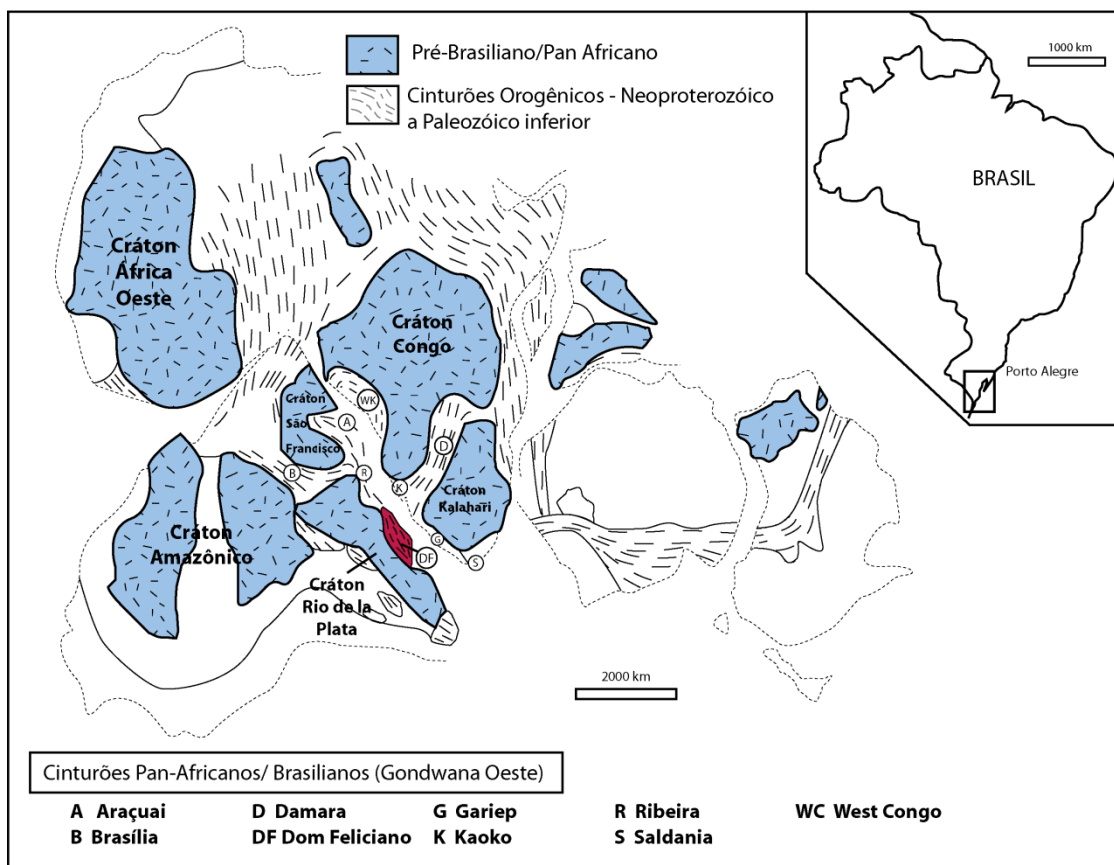 Pré-Brasiliano/Pan Africano
Cinturões Orogênicos - Neoproterozóico
a Paleozóico inferior
1000 km
BRASIL
Porto Alegre
Cráton
África
Oeste
Cráton
Congo
Cráton
São
Francisco
WK
A
D
B
R
K
Cráton
Kalahari
Cráton
Amazônico
G
DF
S
Cráton
Rio de la
Plata
2000 km
Cinturões Pan-Africanos/ Brasilianos (Gondwana Oeste)
A Araçuai D Damara G Gariep R Ribeira WC West Congo
B Brasília DF Dom Feliciano K Kaoko S Saldania